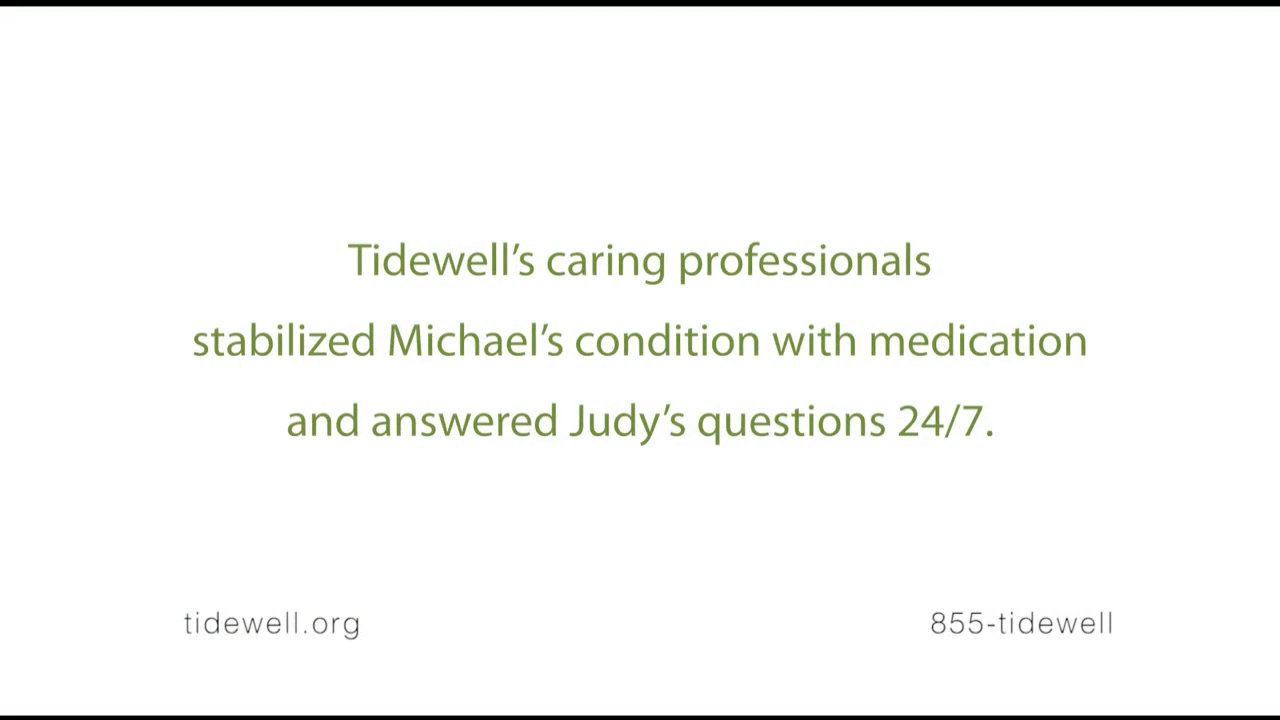 Tidewell’s caring professionals
stabilized Michael’s condition with medication
and answered Judy’s questions 24/7.
tidewell.org
855-tidewell